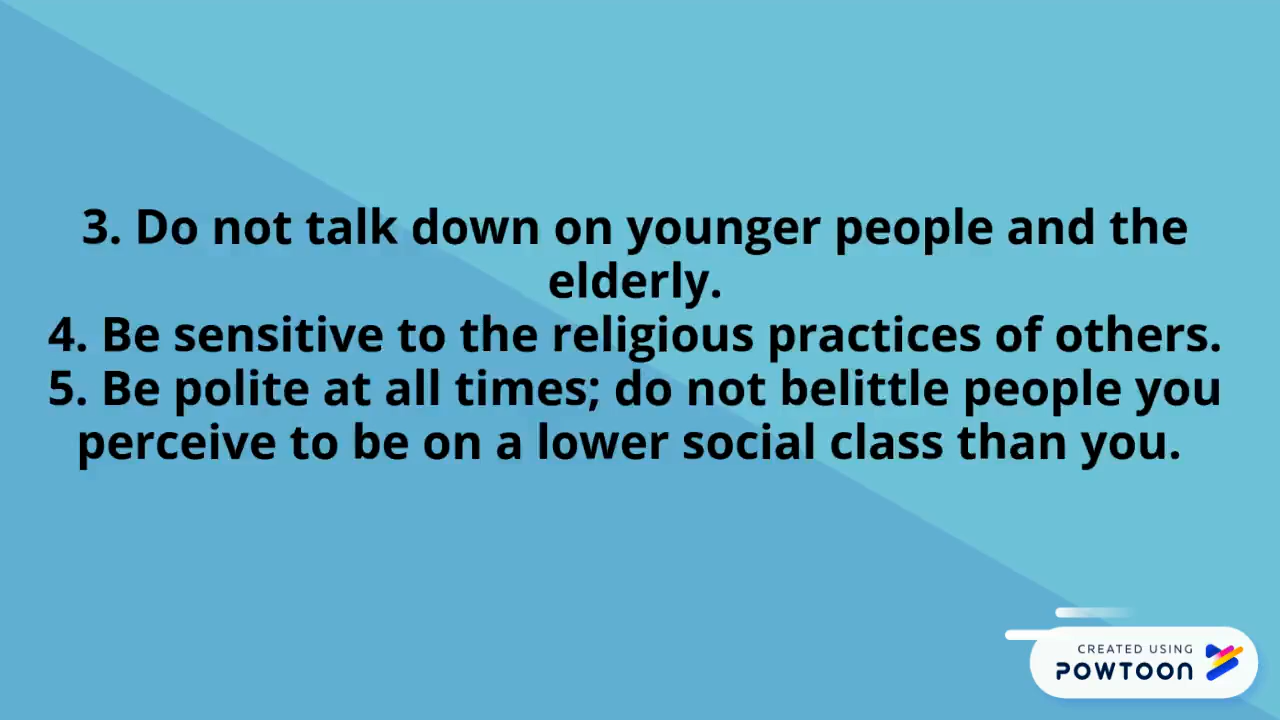 3. Do not talk down on younger people and the
elderly.
4. Be sensitive to the religious practices of others.
5. Be polite at all times; do not belittle people you
perceive to be on a lower social class than you.
CREATED USING
POWTOON